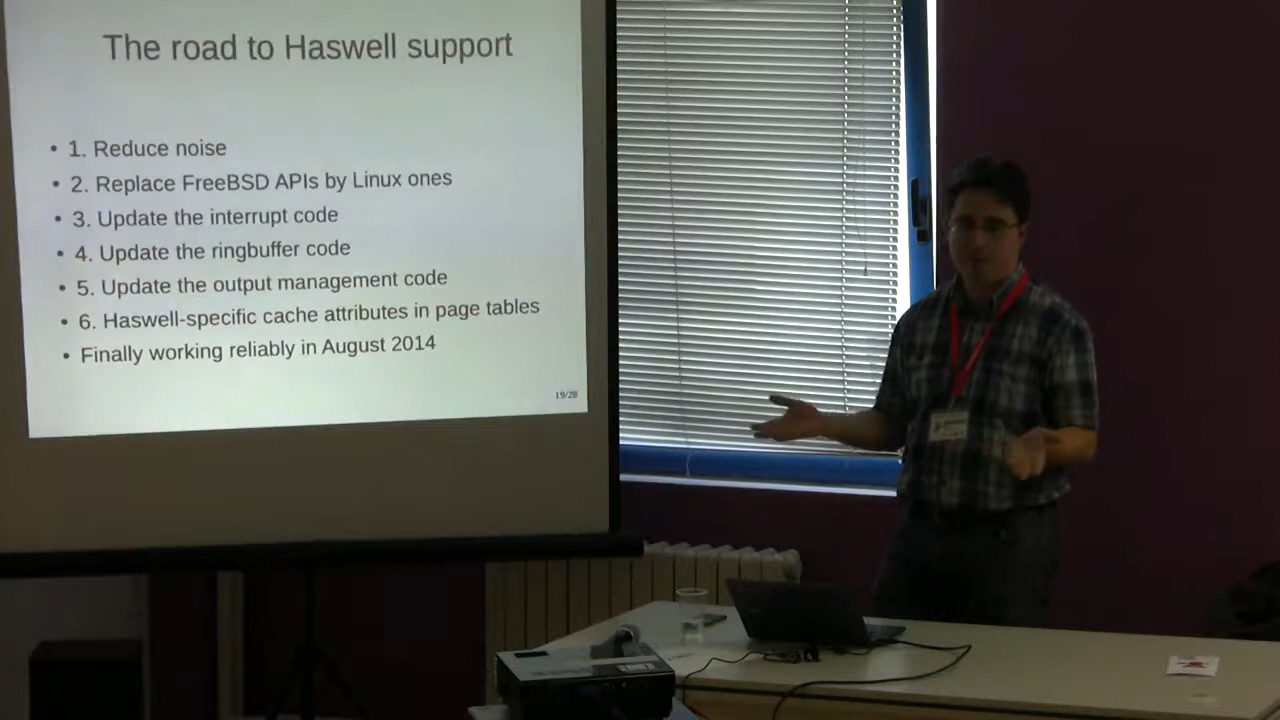 The road to Haswell support
• 1. Reduce noise
• 2. Replace FreeBSD APIs by Linux ones
• 3. Update the interrupt code
• 4. Update the ringbuffer code
• 5. Update the output management code
• 6. Haswell-specific cache attributes in page tables
• Finally working reliably in August 2014
19/28